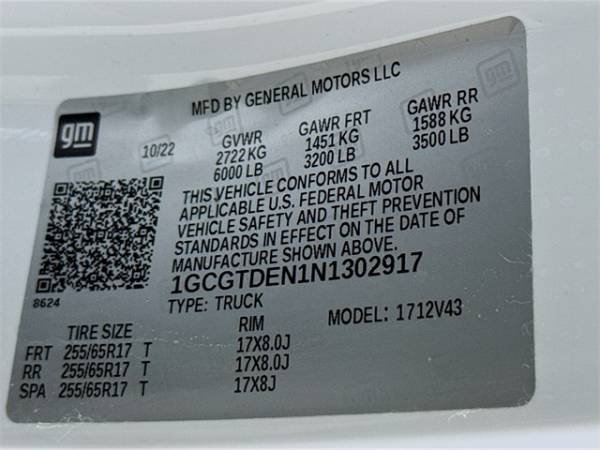 MFD BY GENERAL MOTORS LLC
gm
10/22 GVWR GAWR FRT GAWR RR
2722 KG 1451 KG 1588 KG
6000 LB 3200 LB 3500 LB
THIS VEHICLE CONFORMS TO ALL
APPLICABLE U.S. FEDERAL MOTOR
VEHICLE SAFETY AND THEFT PREVENTION
STANDARDS IN EFFECT ON THE DATE OF
MANUFACTURE SHOWN ABOVE.
8624
1GCGTDEN1N1302917
TYPE: TRUCK MODEL: 1712V43
TIRE SIZE RIM
FRT 255/65R17 T 17X8.0J
RR 255/65R17 T 17X8.0J
SPA 255/65R17 T 17X8J